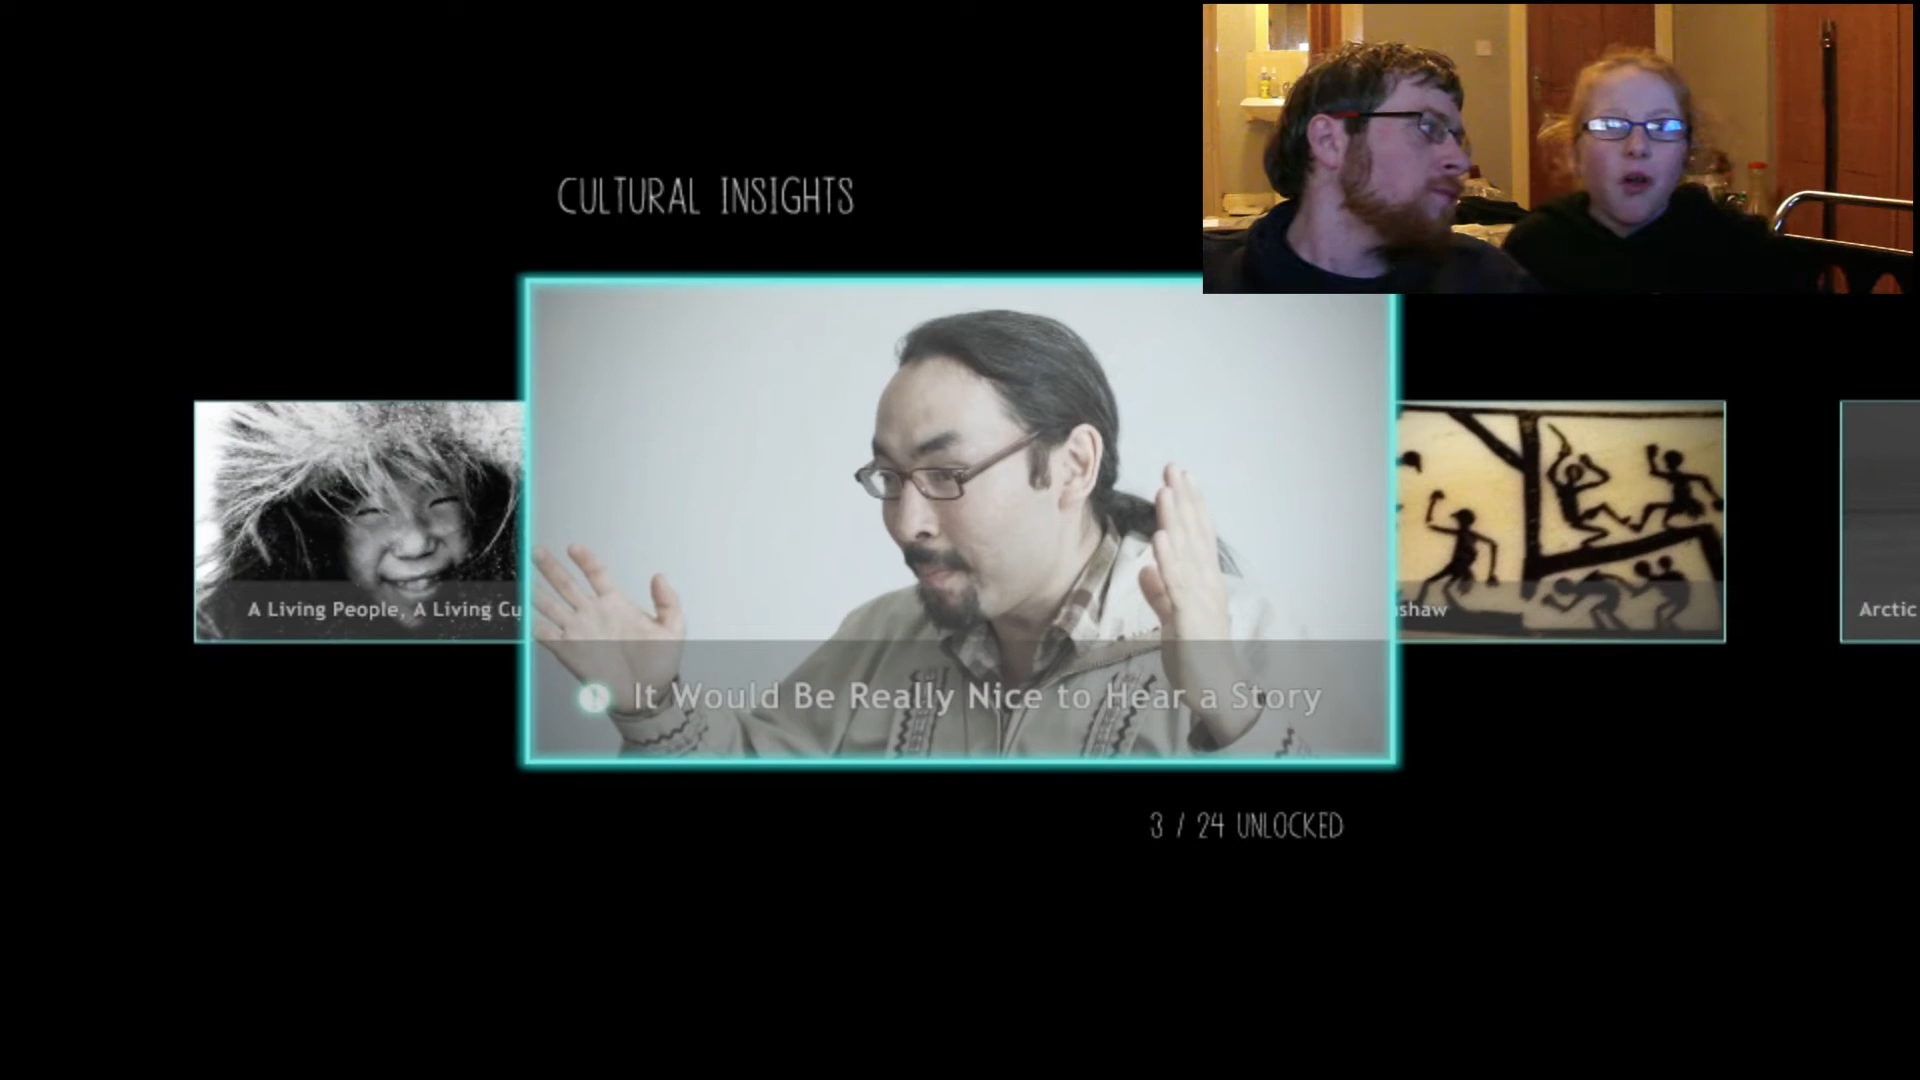 CULTURAL INSIGHTS
A Living People, A Living Cu
It Would Be Really Nice to Hear a Story
shaw
Arctic
3 / 24 UNLOCKED